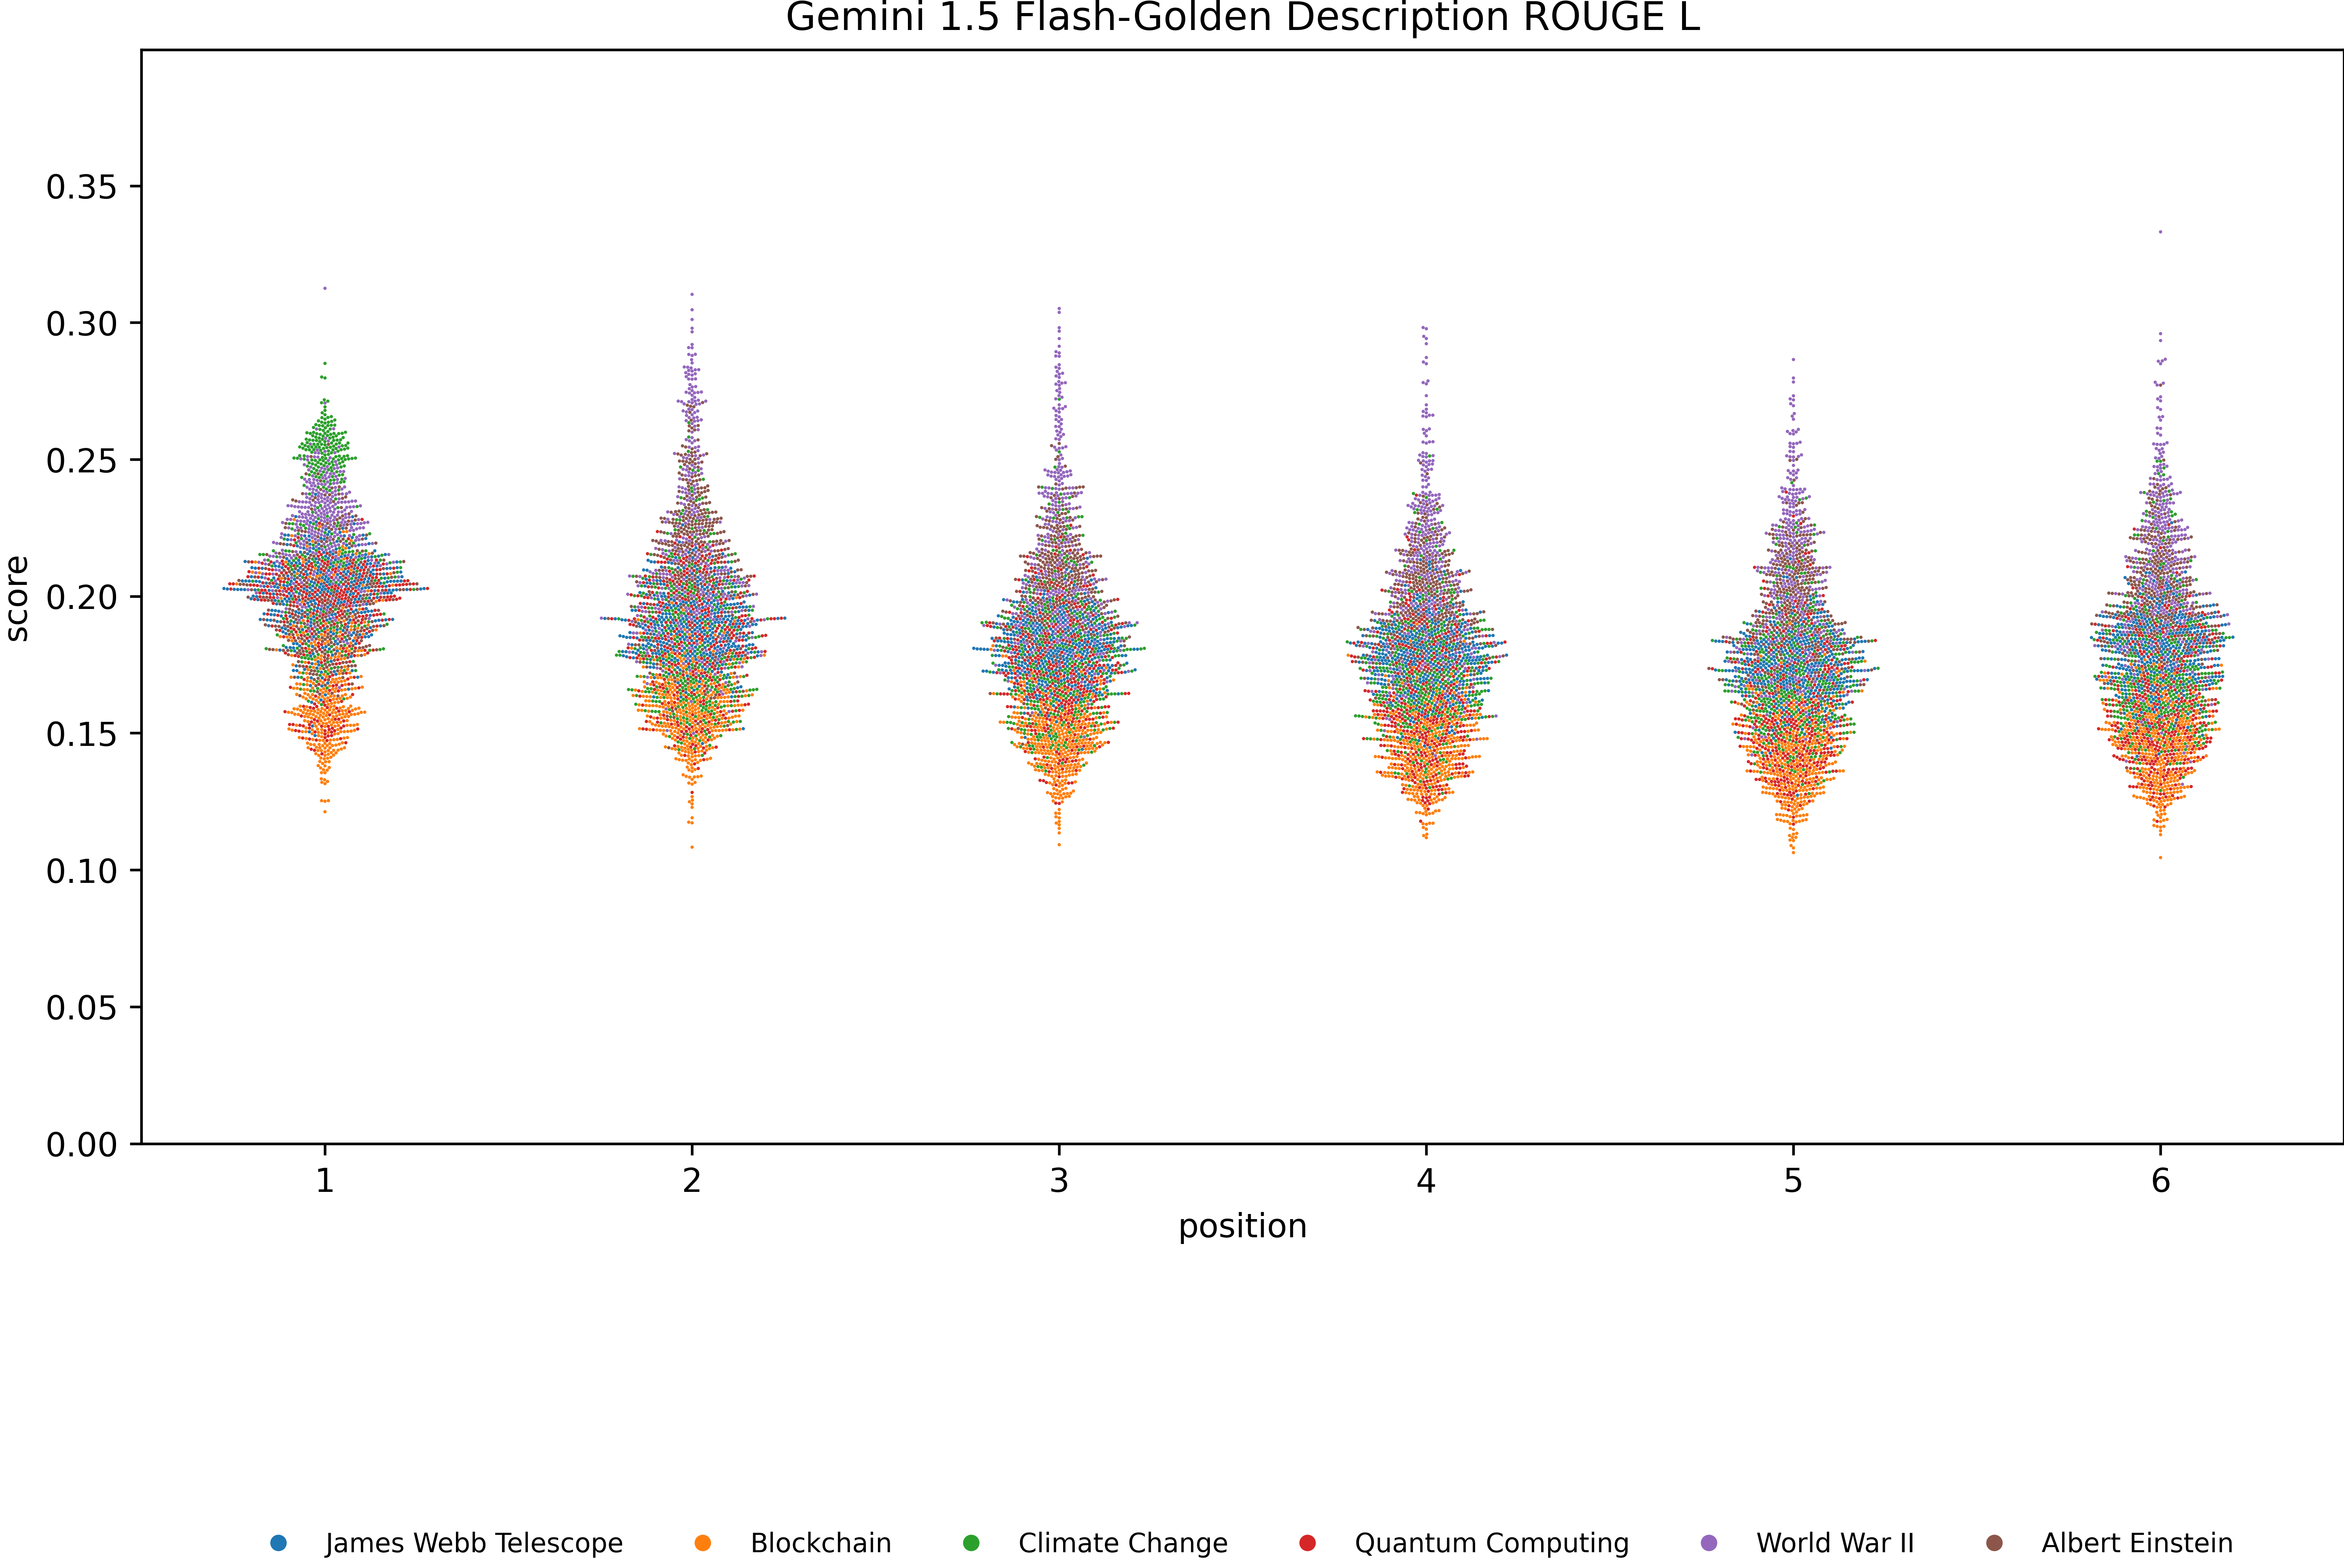 Gemini 1.5 Flash-Golden Description ROUGE L
score
0.35
0.30
0.25
0.20
0.15
0.10
0.05
0.00
1 2 3 4 5 6
position
James Webb Telescope Blockchain Climate Change Quantum Computing World War II Albert Einstein